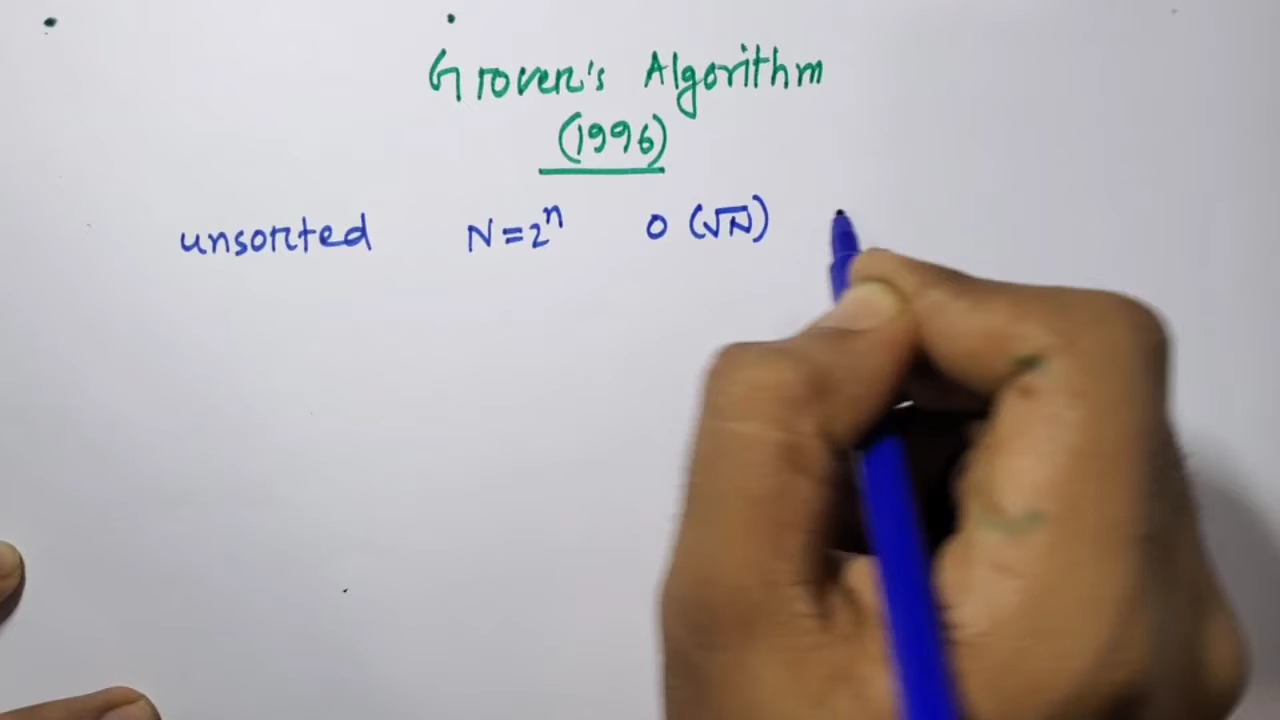 Grover's Algorithm
(1996)
unsorted N=2ⁿ O (√N)